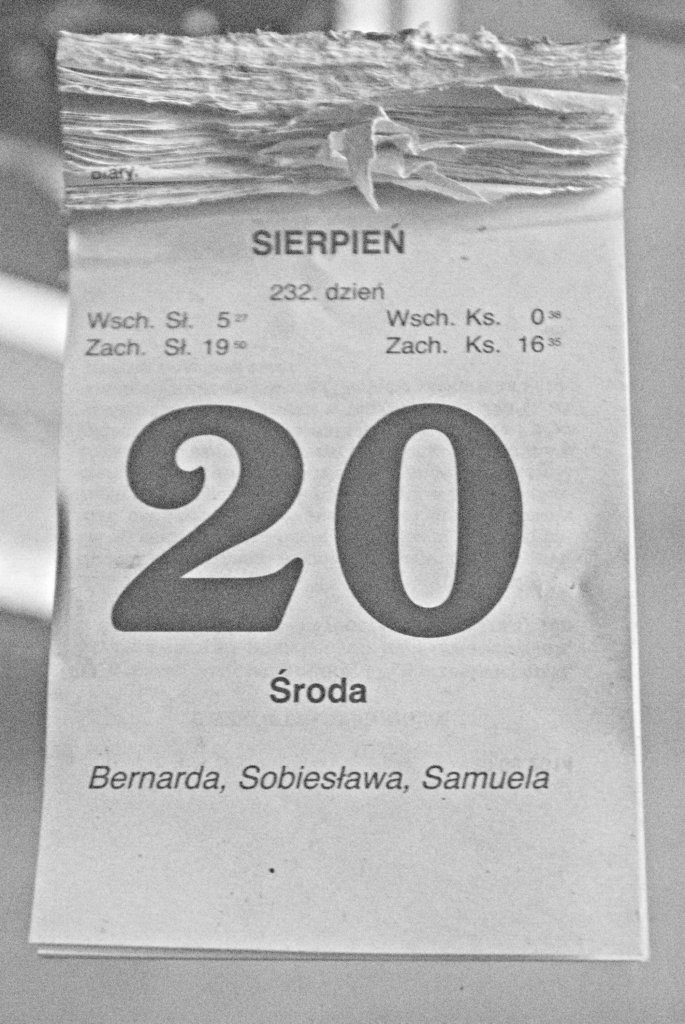 SIERPIEŃ
232. dzień
Wsch. Sł. 5 27 Wsch. Ks. 0 38
Zach. Sł. 19 50 Zach. Ks. 16 35
20
Środa
Bernarda, Sobiesława, Samuela